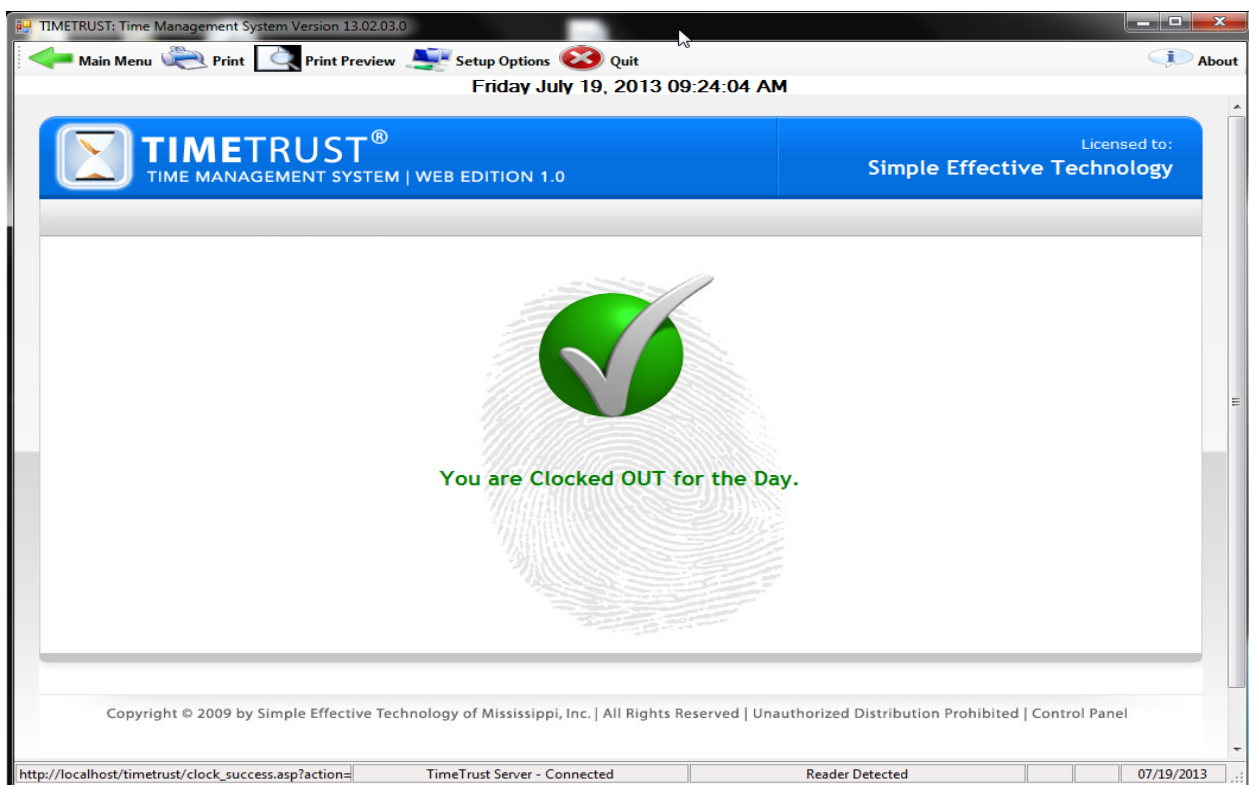 TIMETRUST: Time Management System Version 13.02.03.0
Main Menu Print Print Preview Setup Options Quit About
Friday July 19, 2013 09:24:04 AM
TIMETRUST®
TIME MANAGEMENT SYSTEM | WEB EDITION 1.0
Licensed to:
Simple Effective Technology
You are Clocked OUT for the Day.
Copyright © 2009 by Simple Effective Technology of Mississippi, Inc. | All Rights Reserved | Unauthorized Distribution Prohibited | Control Panel
http://localhost/timetrust/clock_success.asp?action= TimeTrust Server - Connected Reader Detected 07/19/2013